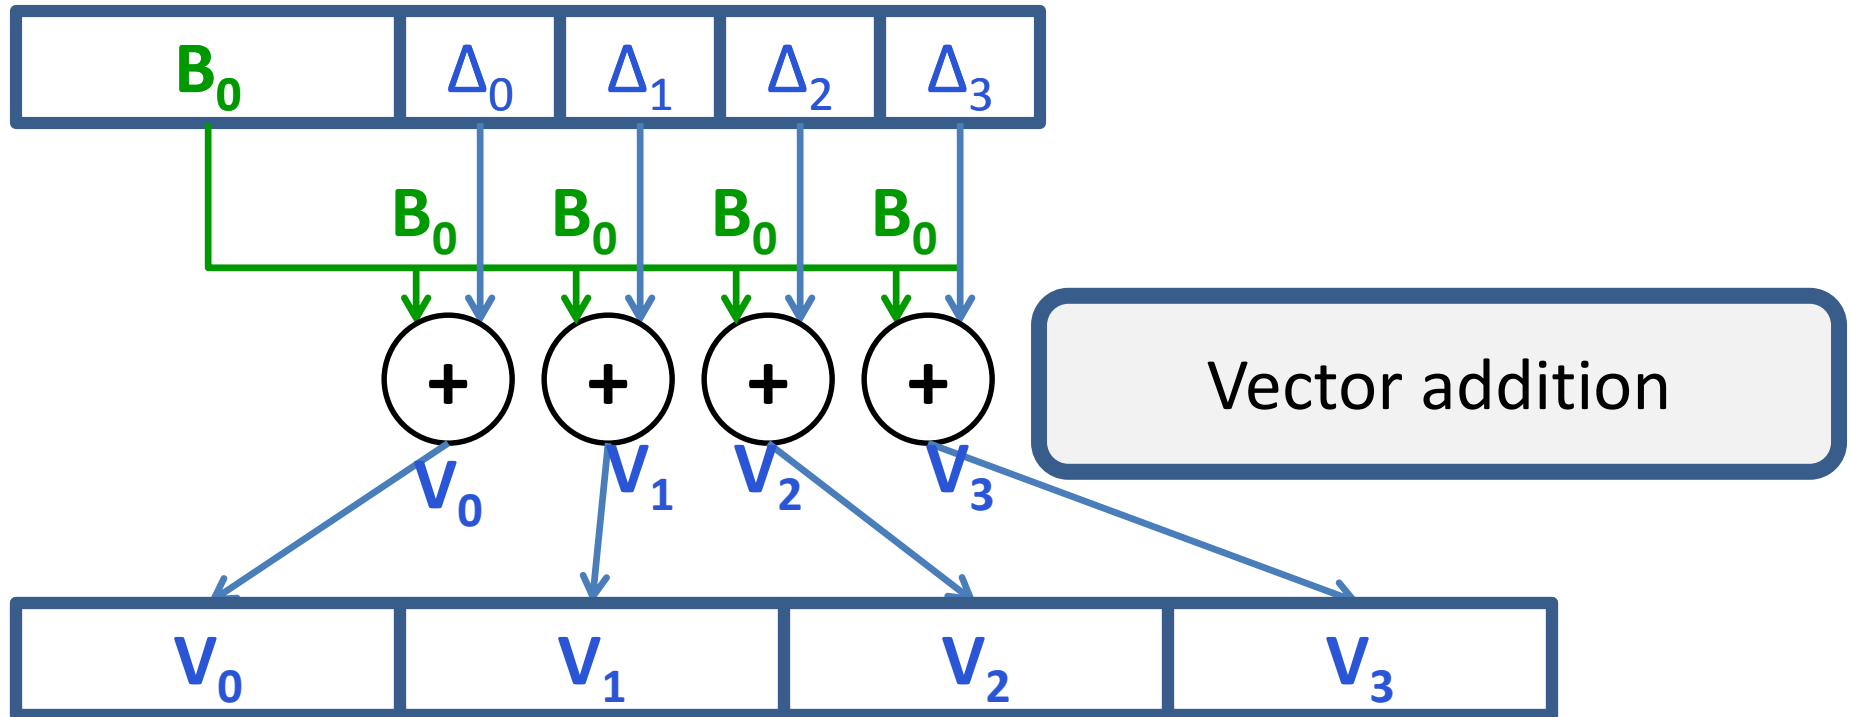 B₀ Δ₀ Δ₁ Δ₂ Δ₃
B₀ B₀ B₀ B₀
+ + + +
Vector addition
V₀ V₁ V₂ V₃
V₀ V₁ V₂ V₃